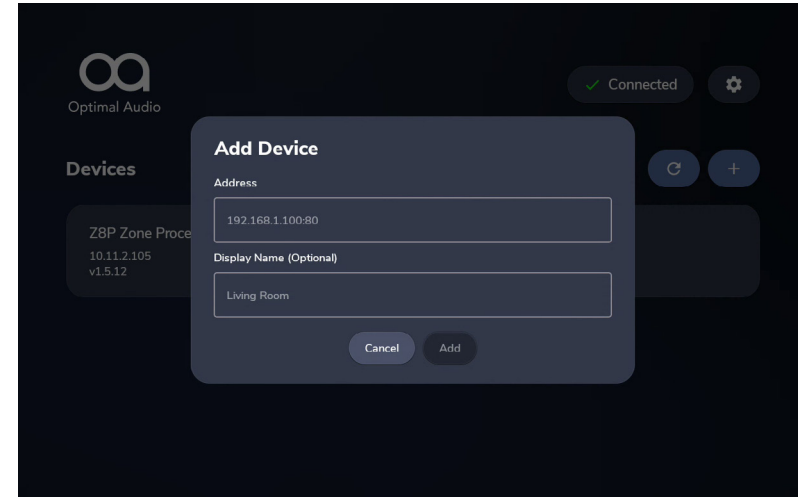 Optimal Audio
Connected
Add Device
Devices
Address
192.168.1.100:80
Z8P Zone Proce
10.11.2.105
v1.5.12
Display Name (Optional)
Living Room
Cancel
Add